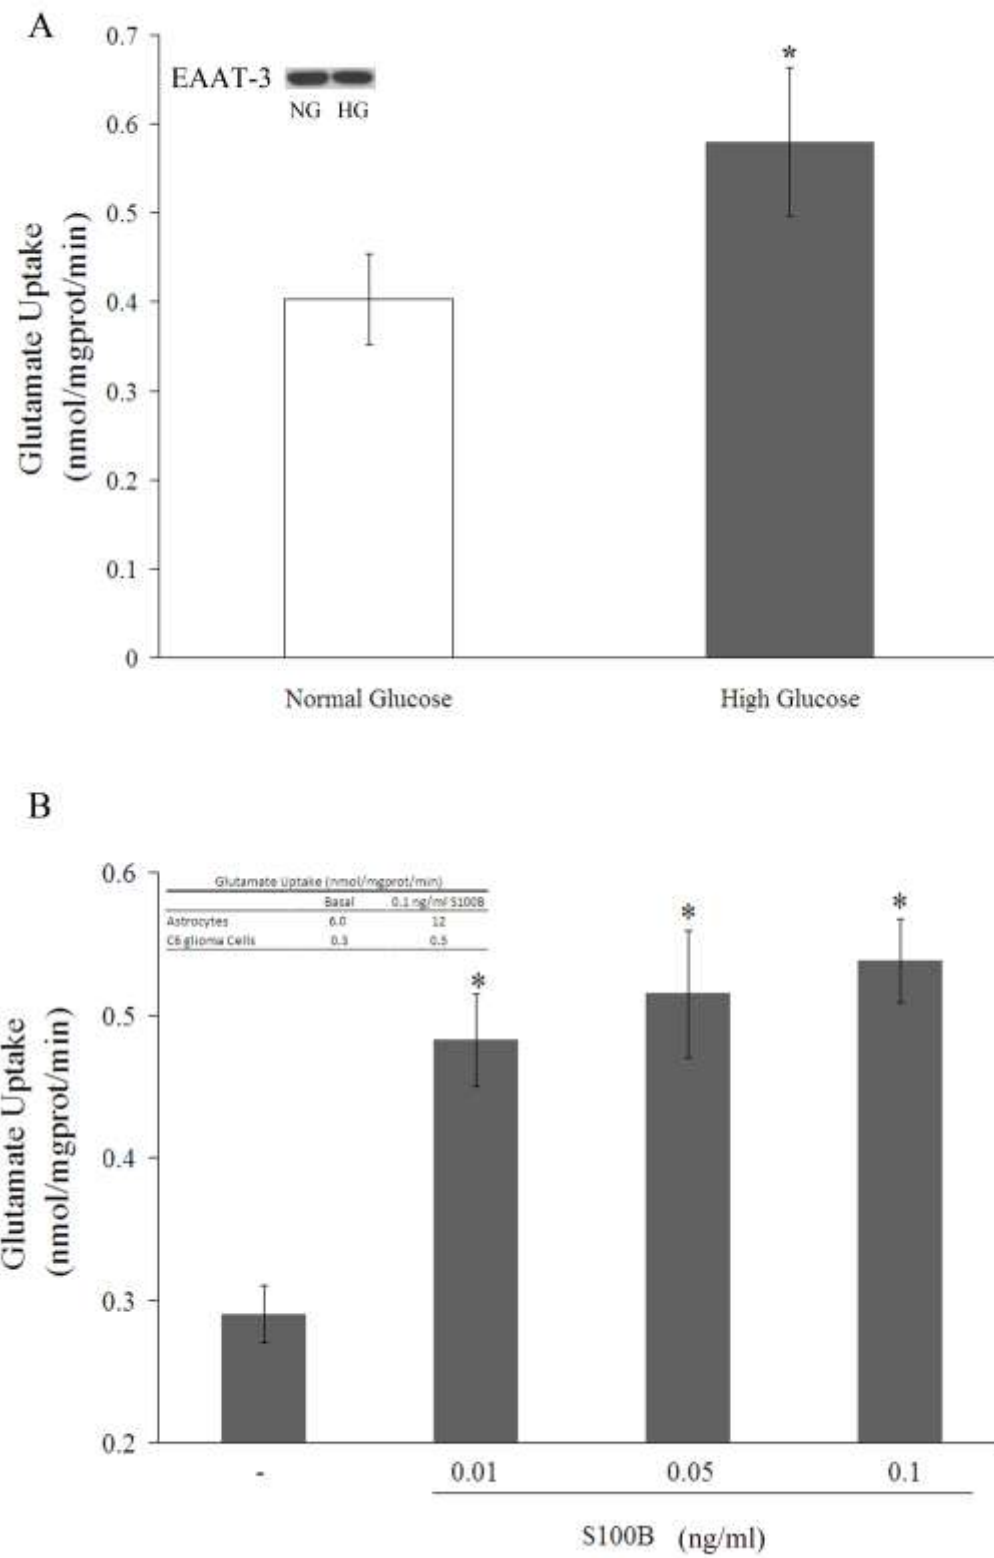 A
0.7
0.6
0.5
0.4
0.3
0.2
0.1
0
Glutamate Uptake
(nmol/mgprot/min)
EAAT-3
NG HG
*
Normal Glucose High Glucose
B
0.6
0.5
0.4
0.3
0.2
Glutamate Uptake
(nmol/mgprot/min)
Glutamate Uptake (nmol/mgprot/min)
Basal 0.1 ng/ml S100B
Astrocytes 6.0 12
C6 glioma Cells 0.3 0.5
* * *
- 0.01 0.05 0.1
S100B (ng/ml)